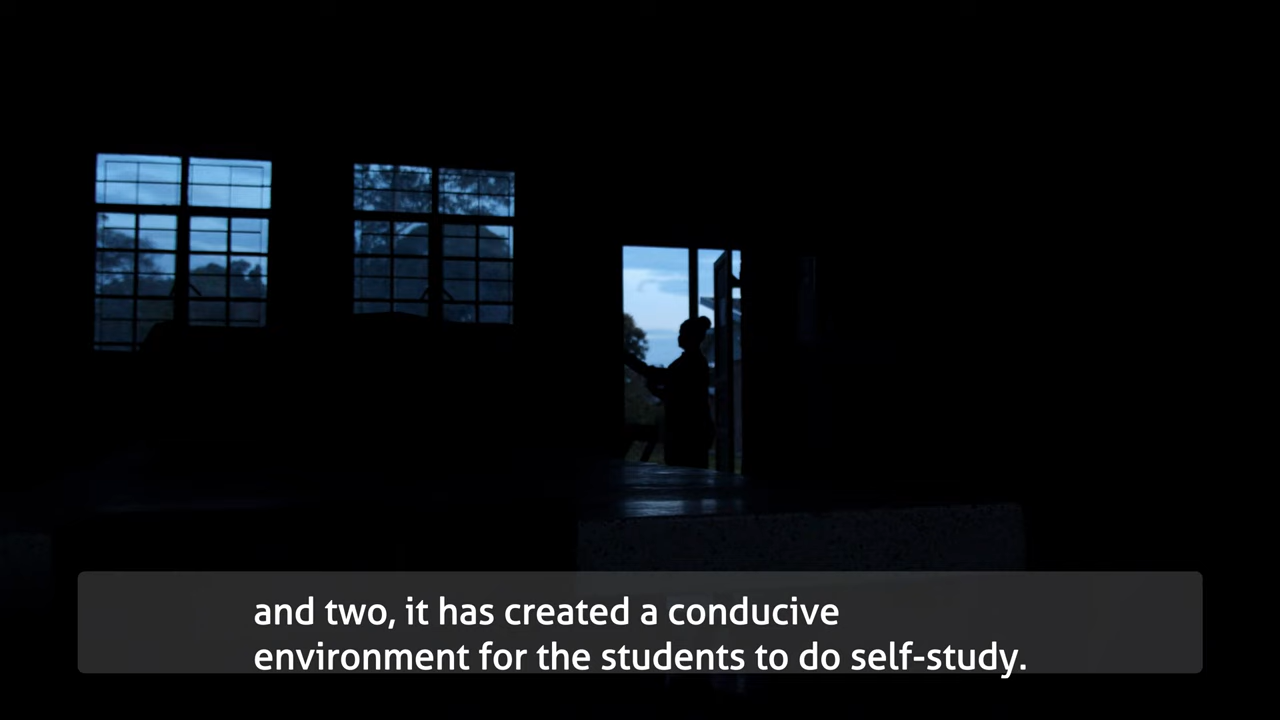 and two, it has created a conducive
environment for the students to do self-study.